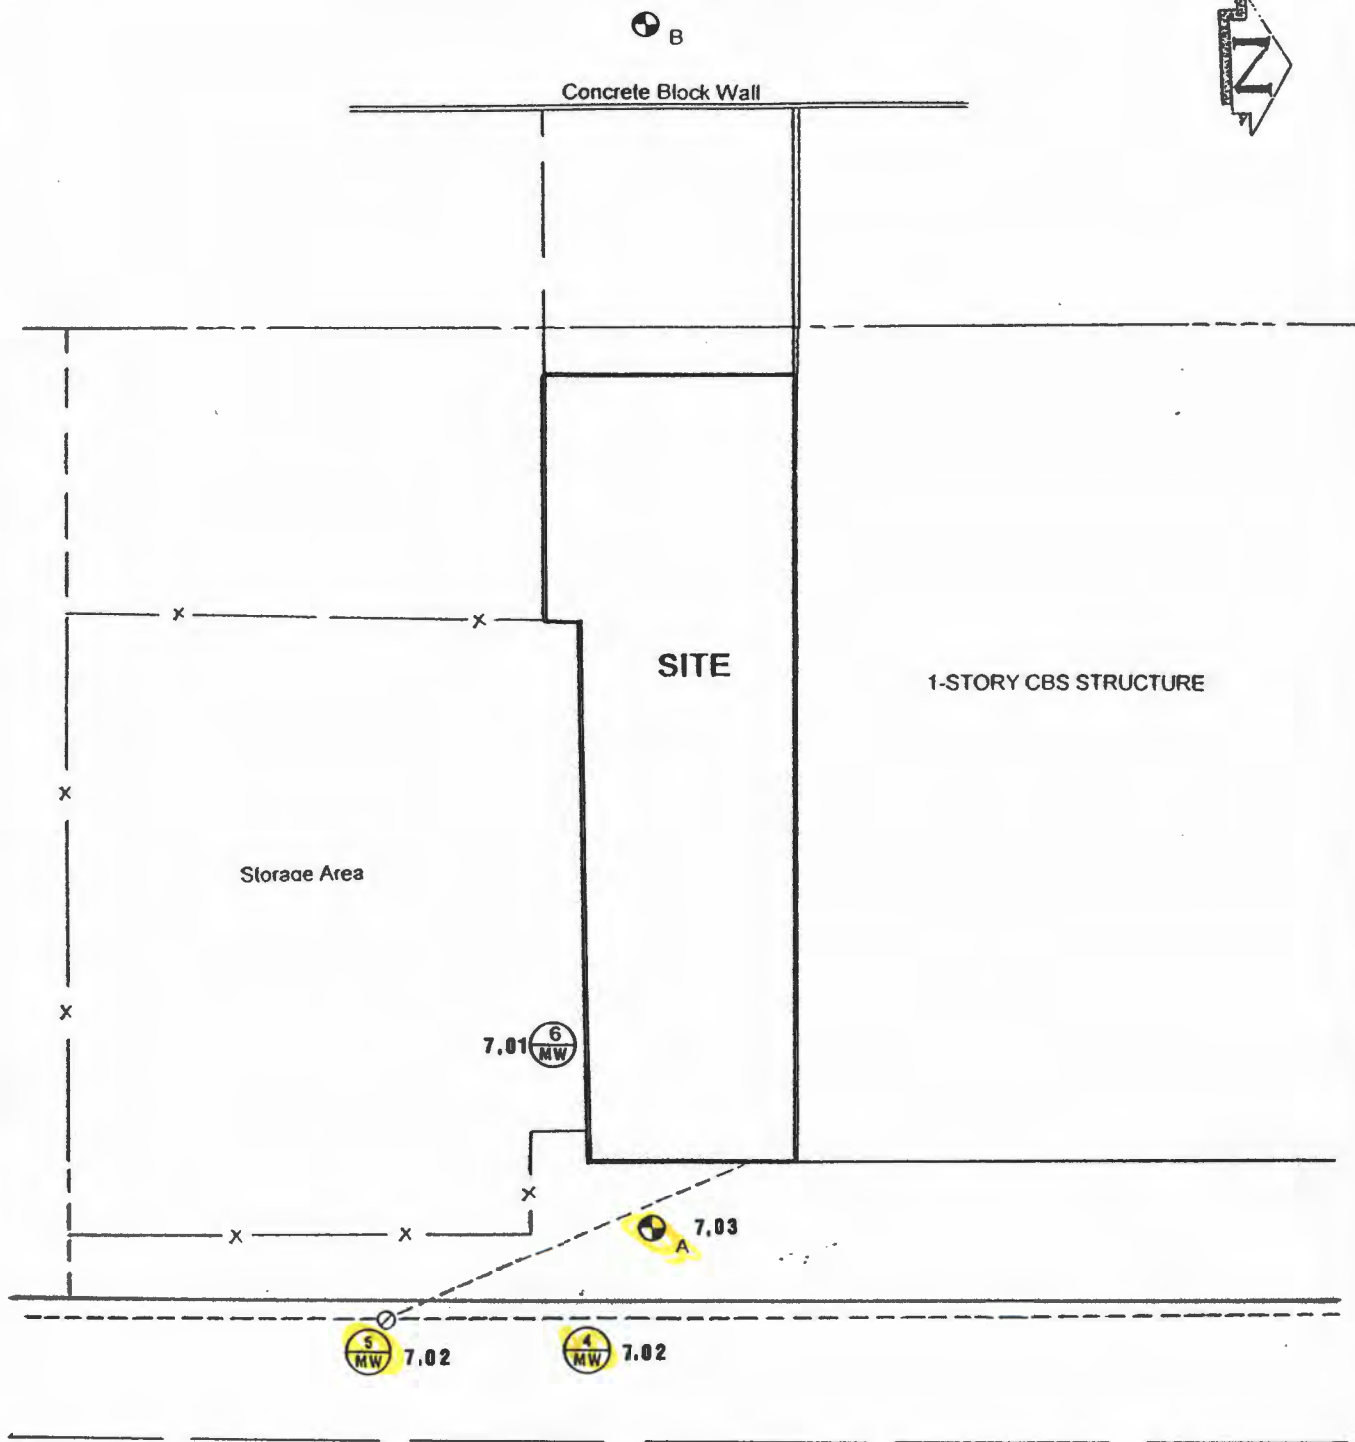 B
N
Concrete Block Wall
x
x
SITE
1-STORY CBS STRUCTURE
x
Storage Area
x
7.01
6
MW
x
x
x
7.03
A
5
MW
7.02
4
MW
7.02